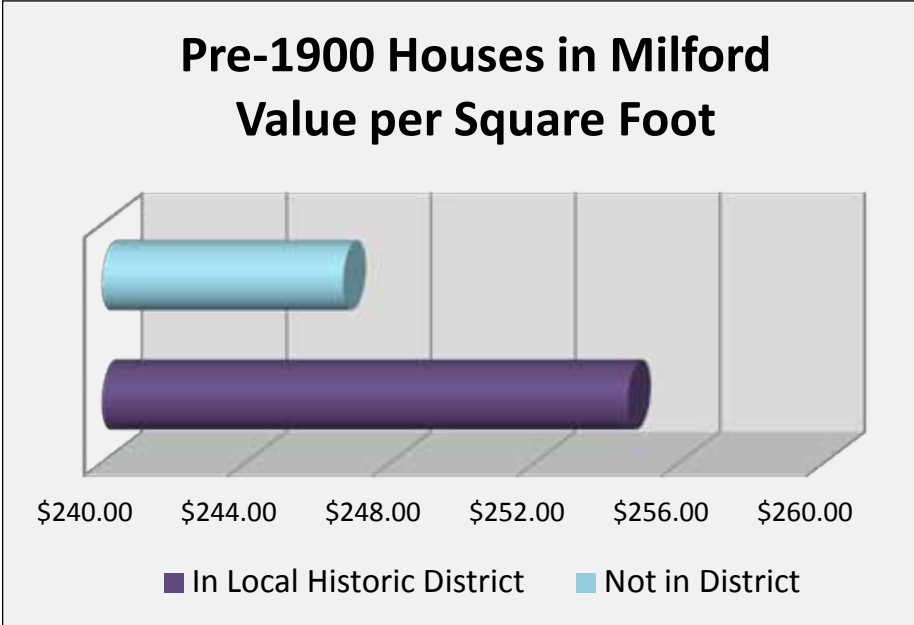 Pre-1900 Houses in Milford
Value per Square Foot
$240.00 $244.00 $248.00 $252.00 $256.00 $260.00
In Local Historic District Not in District